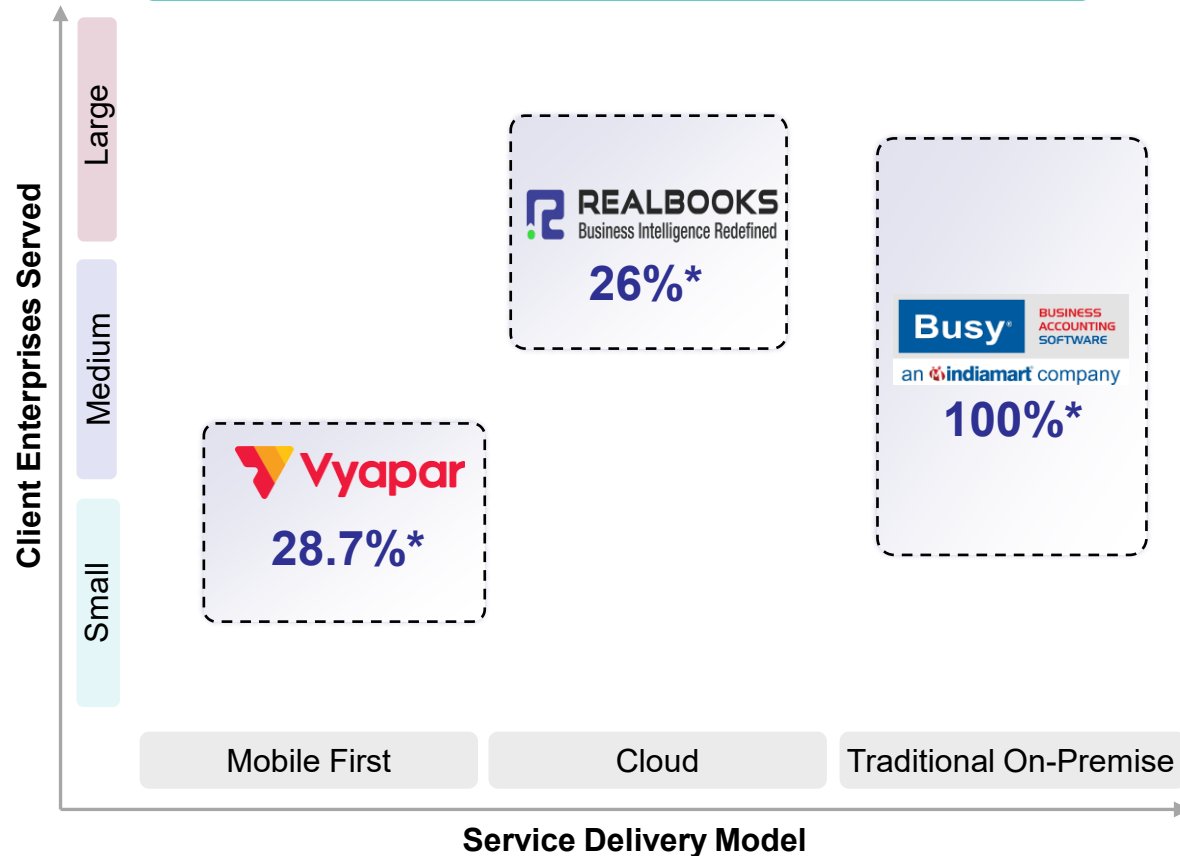 Client Enterprises Served
Large
Medium
Small
REALBOOKS
Business Intelligence Redefined
26%*
Busy®
BUSINESS
ACCOUNTING
SOFTWARE
an indiamart company
100%*
Vyapar
28.7%*
Mobile First
Cloud
Traditional On-Premise
Service Delivery Model